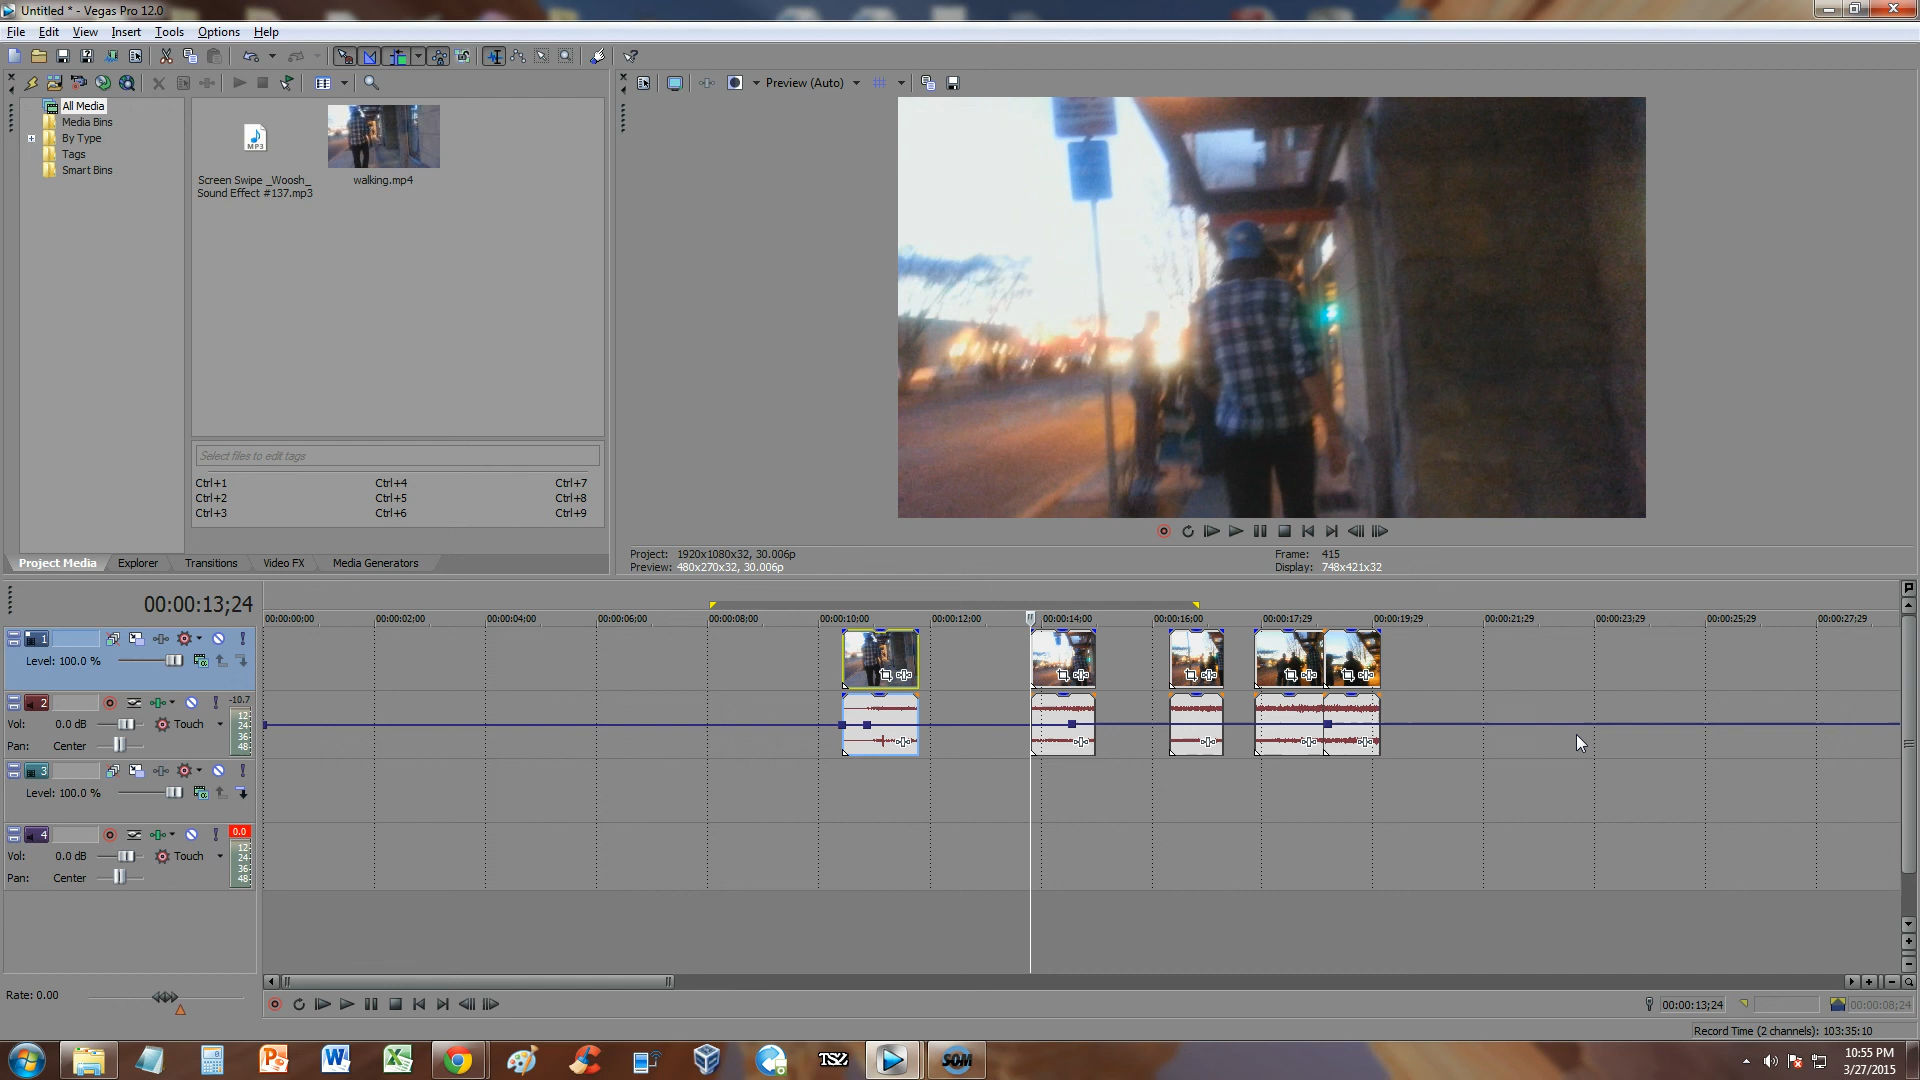 Untitled * - Vegas Pro 12.0
File Edit View Insert Tools Options Help
Preview (Auto)
All Media
Media Bins
By Type
Tags
Smart Bins
MP3
Screen Swipe _Woosh_
Sound Effect #137.mp3
walking.mp4
Select files to edit tags
Ctrl+1 Ctrl+4 Ctrl+7
Ctrl+2 Ctrl+5 Ctrl+8
Ctrl+3 Ctrl+6 Ctrl+9
Project Media Explorer Transitions Video FX Media Generators
Project: 1920x1080x32, 30.006p
Preview: 480x270x32, 30.006p
Frame: 415
Display: 748x421x32
00:00:13;24
00:00:00;00 00:00:02;00 00:00:04;00 00:00:06;00 00:00:08;00 00:00:10;00 00:00:12;00 00:00:14;00 00:00:16;00 00:00:17;29 00:00:19;29 00:00:21;29 00:00:23;29 00:00:25;29 00:00:27;29
1
Level: 100.0 %
2 -10.7
Vol: 0.0 dB Touch
Pan: Center
12
24
36
48
3
Level: 100.0 %
4 0.0
Vol: 0.0 dB Touch
Pan: Center
12
24
36
48
Rate: 0.00
00:00:13;24 00:00:08;24
Record Time (2 channels): 103:35:10
TSZ SOM
10:55 PM
3/27/2015